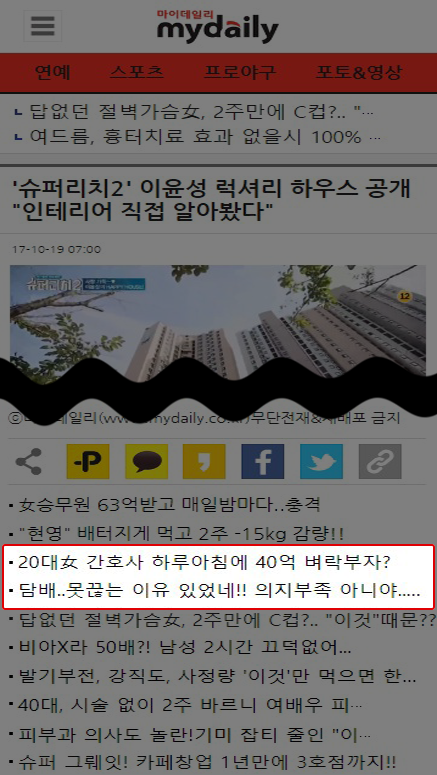 마이데일리
mydaily
연예 스포츠 프로야구 포토&영상
답없던 절벽가슴女, 2주만에 C컵?.. "…
여드름, 흉터치료 효과 없을시 100% …
'슈퍼리치2' 이윤성 럭셔리 하우스 공개
"인테리어 직접 알아봤다"
17-10-19 07:00
슈퍼리치2
12
데일리(www.mydaily.co.kr)무단전재&재배포 금지
P
f
• 女승무원 63억받고 매일밤마다..충격
• "현영" 배터지게 먹고 2주 -15kg 감량!!
• 20대女 간호사 하루아침에 40억 벼락부자?
• 담배..못끊는 이유 있었네!! 의지부족 아니야.....
• 답없던 절벽가슴女, 2주만에 C컵?.. "이것"때문??
• 비아X라 50배?! 남성 2시간 끄덕없어...
• 발기부전, 강직도, 사정량 '이것'만 먹으면 한...
• 40대, 시술 없이 2주 바르니 여배우 피…
• 피부과 의사도 놀란!기미 잡티 줄인 "이…
• 슈퍼 그뤠잇! 카페창업 1년만에 3호점까지!!